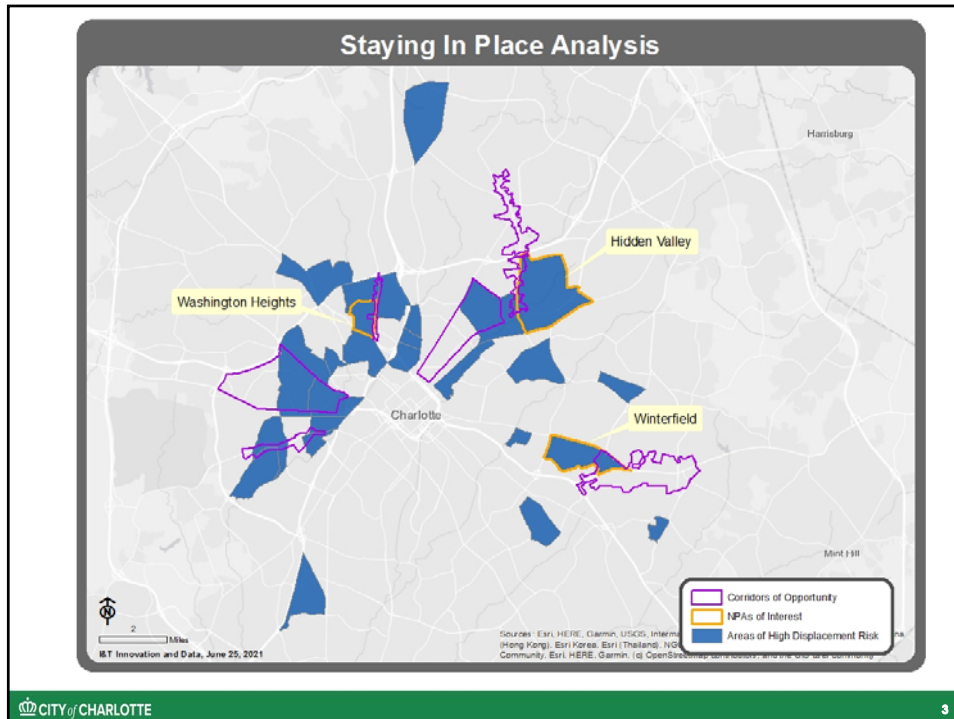 Staying In Place Analysis
Harrisburg
Hidden Valley
Washington Heights
Charlotte
Winterfield
Mint Hill
N
2
Miles
Corridors of Opportunity
NPAs of Interest
Areas of High Displacement Risk
Sources: Esri, HERE, Garmin, USGS,
(Hong Kong), Esri Korea, Esri (Thailand),
Community, Esri, HERE, Garmin, (c) OpenStreetMap contributors, and the GIS user community
I&T Innovation and Data, June 25, 2021
CITY of CHARLOTTE
3